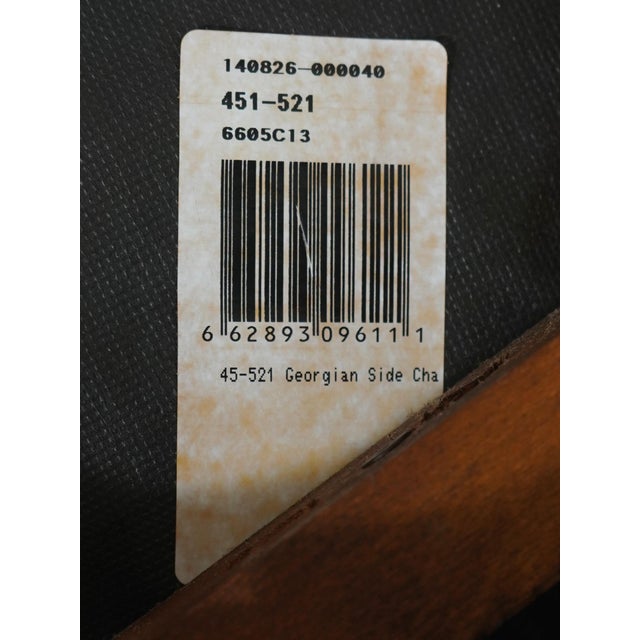 140826-000040
451-521
6605C13
6 62893 09611 1
45-521 Georgian Side Cha